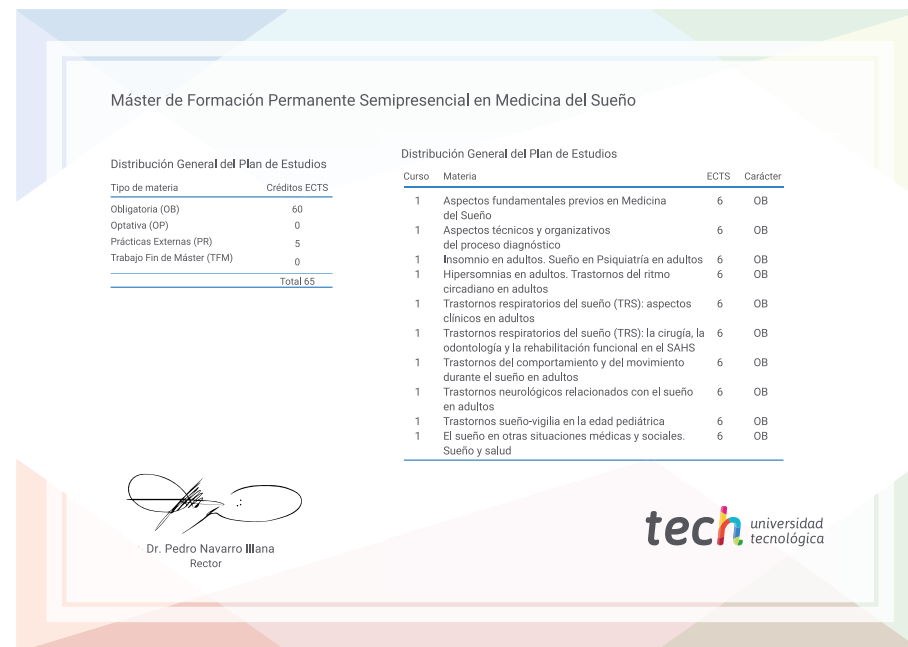 Máster de Formación Permanente Semipresencial en Medicina del Sueño
Distribución General del Plan de Estudios
Tipo de materia Créditos ECTS
Obligatoria (OB) 60
Optativa (OP) 0
Prácticas Externas (PR) 5
Trabajo Fin de Máster (TFM) 0
Total 65
Distribución General del Plan de Estudios
Curso Materia ECTS Carácter
1 Aspectos fundamentales previos en Medicina 6 OB
del Sueño
1 Aspectos técnicos y organizativos 6 OB
del proceso diagnóstico
1 Insomnio en adultos. Sueño en Psiquiatría en adultos 6 OB
1 Hipersomnias en adultos. Trastornos del ritmo 6 OB
circadiano en adultos
1 Trastornos respiratorios del sueño (TRS): aspectos 6 OB
clínicos en adultos
1 Trastornos respiratorios del sueño (TRS): la cirugía, la 6 OB
odontología y la rehabilitación funcional en el SAHS
1 Trastornos del comportamiento y del movimiento 6 OB
durante el sueño en adultos
1 Trastornos neurológicos relacionados con el sueño 6 OB
en adultos
1 Trastornos sueño-vigilia en la edad pediátrica 6 OB
1 El sueño en otras situaciones médicas y sociales. 6 OB
Sueño y salud
Dr. Pedro Navarro Illana
Rector
tech universidad
tecnológica